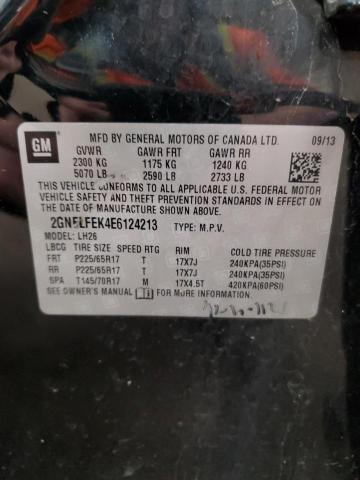 GM
MFD BY GENERAL MOTORS OF CANADA LTD. 09/13
GVWR GAWR FRT GAWR RR
2300 KG 1175 KG 1240 KG
5070 LB 2590 LB 2733 LB
THIS VEHICLE CONFORMS TO ALL APPLICABLE U.S. FEDERAL MOTOR
VEHICLE SAFETY AND THEFT PREVENTION STANDARDS IN EFFECT ON
THE DATE OF MANUFACTURE SHOWN ABOVE.
2GNFLFEK4E6124213 TYPE: M.P.V.
MODEL: LH26
LBCG TIRE SIZE SPEED RTG RIM COLD TIRE PRESSURE
FRT P225/65R17 T 17X7J 240KPA(35PSI)
RR P225/65R17 T 17X7J 240KPA(35PSI)
SPA T145/70R17 M 17X4.5T 420KPA(60PSI)
SEE OWNER'S MANUAL FOR MORE INFORMATION.